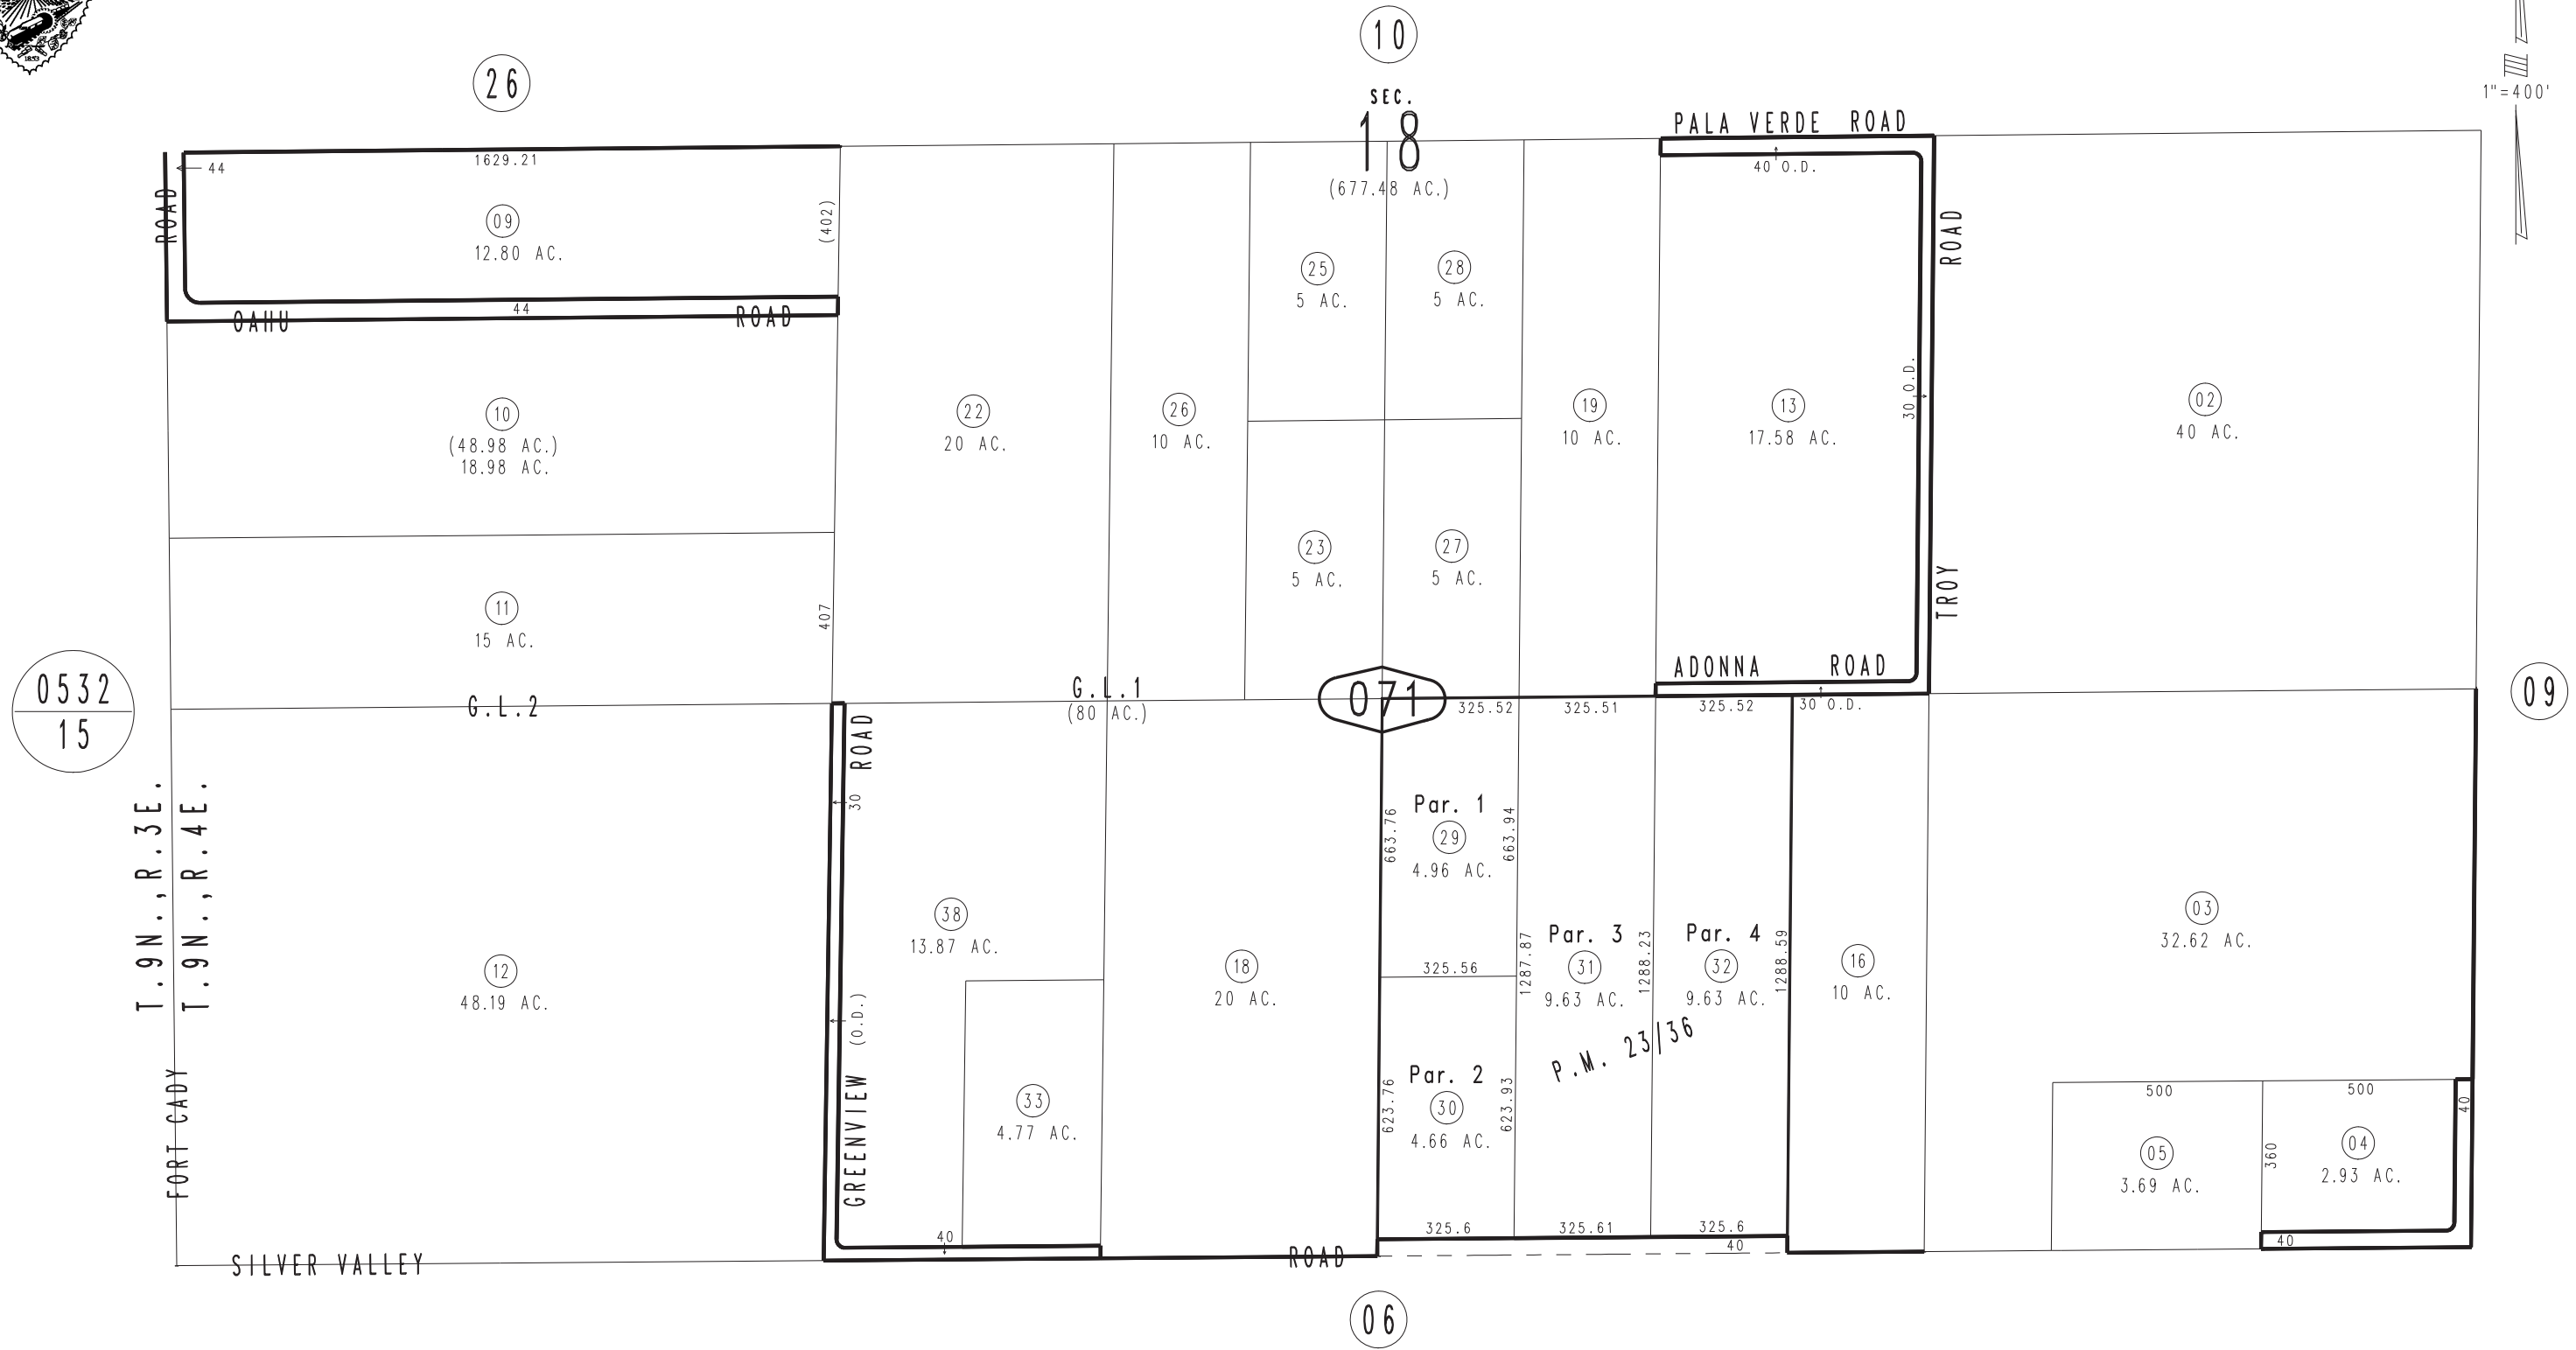 10
26
SEC.
18
(677.48 AC.)
1"=400'
1853
PALA VERDE ROAD
40 O.D.
1629.21
44
ROAD
09
12.80 AC.
(402)
44
OAHU ROAD
25
5 AC.
28
5 AC.
ROAD
30 O.D.
TROY
10
(48.98 AC.)
18.98 AC.
22
20 AC.
26
10 AC.
19
10 AC.
13
17.58 AC.
02
40 AC.
23
5 AC.
27
5 AC.
11
15 AC.
407
ADONNA ROAD
30 O.D.
0532
15
G.L.2
G.L.1
(80 AC.)
071
325.52
325.51
325.52
09
ROAD
30
(O.D.)
GREENVIEW
T.9N.,R.3E.
T.9N.,R.4E.
FORT CADY
12
48.19 AC.
38
13.87 AC.
33
4.77 AC.
40
18
20 AC.
Par. 1
29
4.96 AC.
663.76
663.94
325.56
Par. 2
30
4.66 AC.
623.76
623.93
325.6
Par. 3
31
9.63 AC.
1287.87
1288.23
325.61
Par. 4
32
9.63 AC.
1288.59
325.6
40
P.M. 23/36
16
10 AC.
03
32.62 AC.
500
500
40
05
3.69 AC.
360
04
2.93 AC.
40
SILVER VALLEY ROAD
06